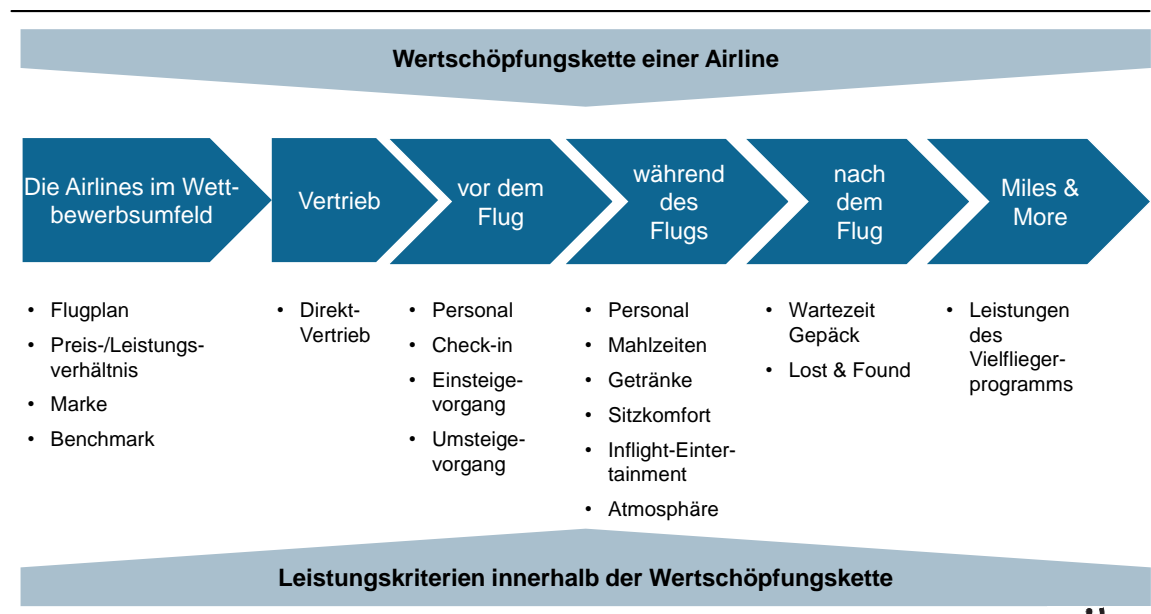 Wertschöpfungskette einer Airline
Die Airlines im Wett-
bewerbsumfeld
Vertrieb
vor dem
Flug
während
des
Flugs
nach
dem
Flug
Miles &
More
• Flugplan
• Preis-/Leistungs-
verhältnis
• Marke
• Benchmark
• Direkt-
Vertrieb
• Personal
• Check-in
• Einsteige-
vorgang
• Umsteige-
vorgang
• Personal
• Mahlzeiten
• Getränke
• Sitzkomfort
• Inflight-Einter-
tainment
• Atmosphäre
• Wartezeit
Gepäck
• Lost & Found
• Leistungen
des
Vielflieger-
programms
Leistungskriterien innerhalb der Wertschöpfungskette